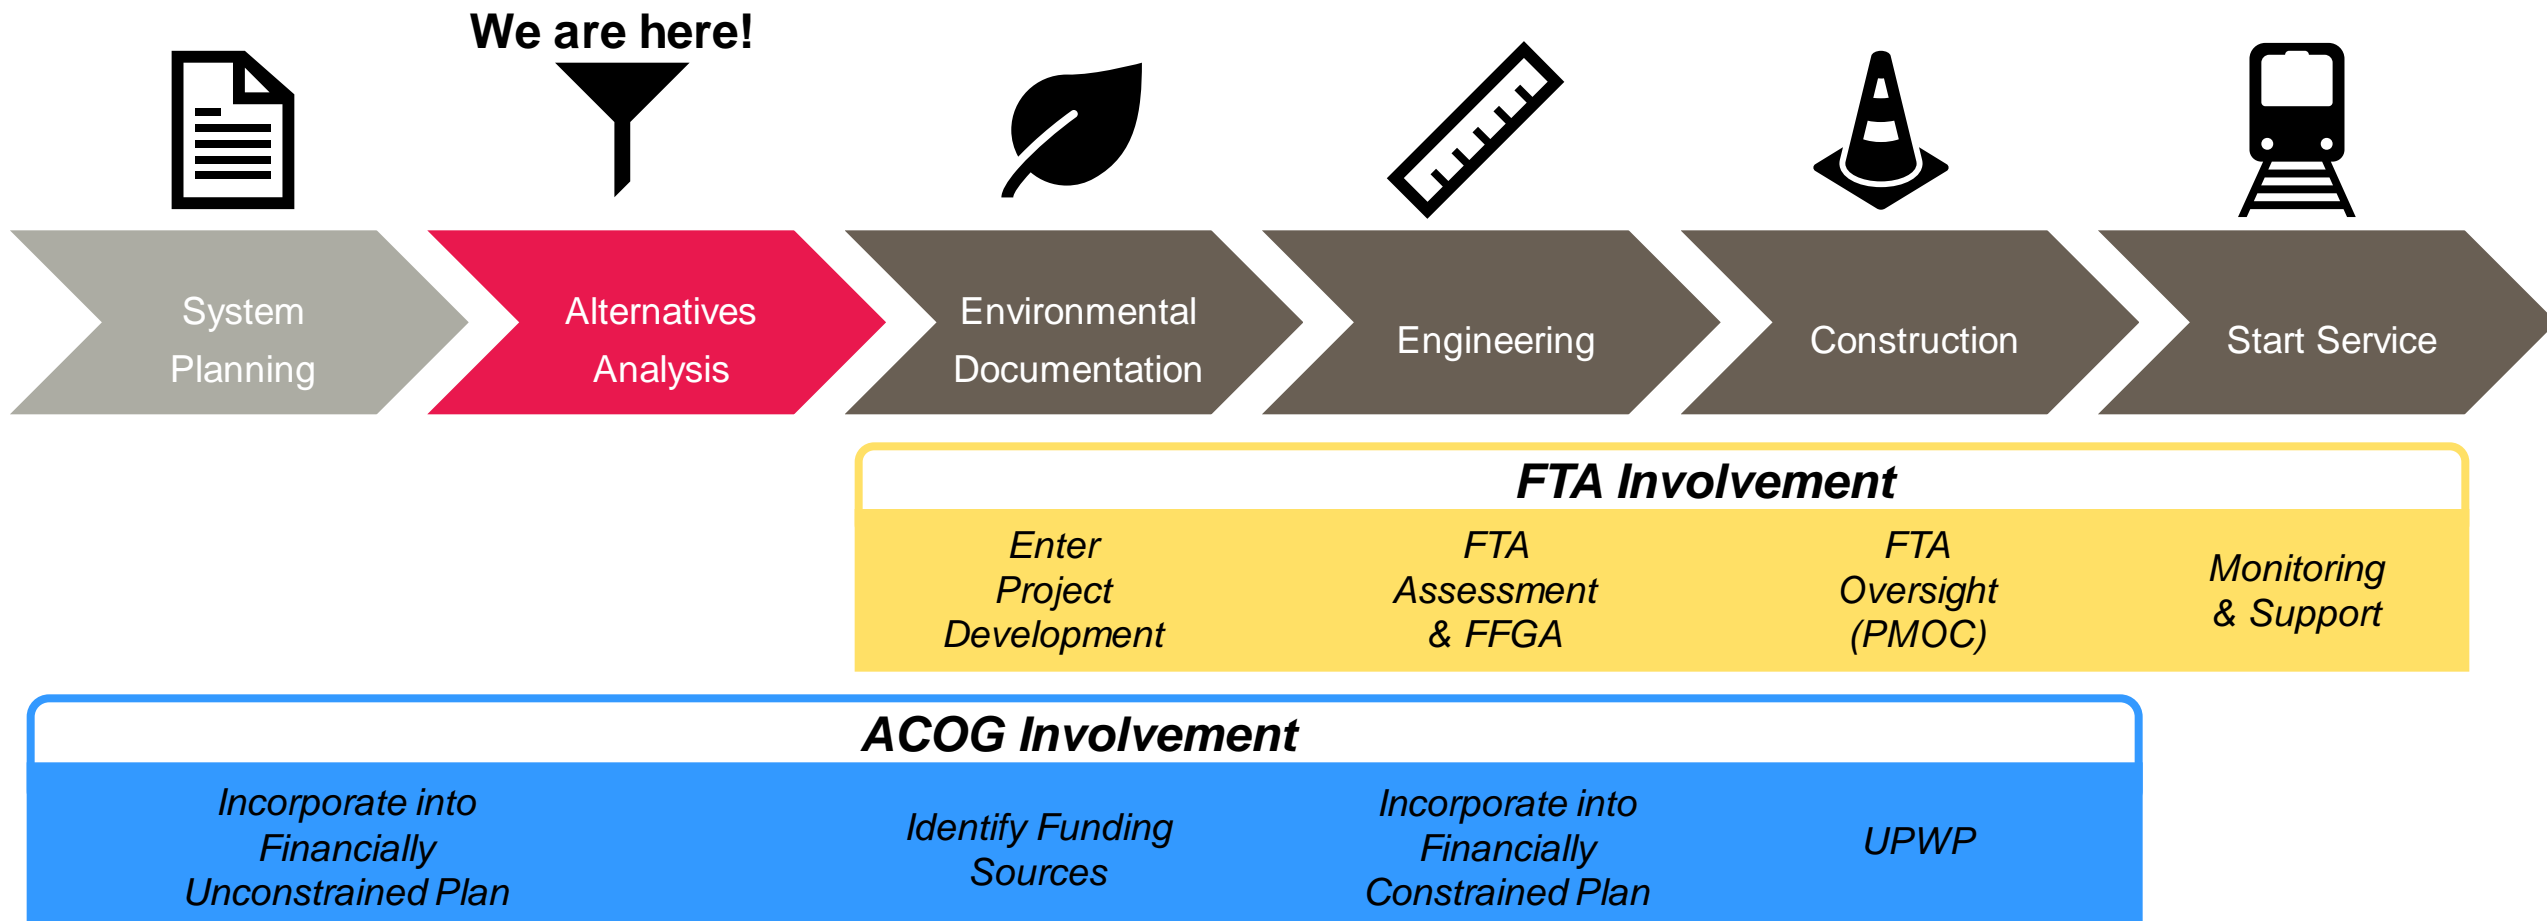 We are here!
System
Planning
Alternatives
Analysis
Environmental
Documentation
Engineering
Construction
Start Service
FTA Involvement
Enter
Project
Development
FTA
Assessment
& FFGA
FTA
Oversight
(PMOC)
Monitoring
& Support
ACOG Involvement
Incorporate into
Financially
Unconstrained Plan
Identify Funding
Sources
Incorporate into
Financially
Constrained Plan
UPWP